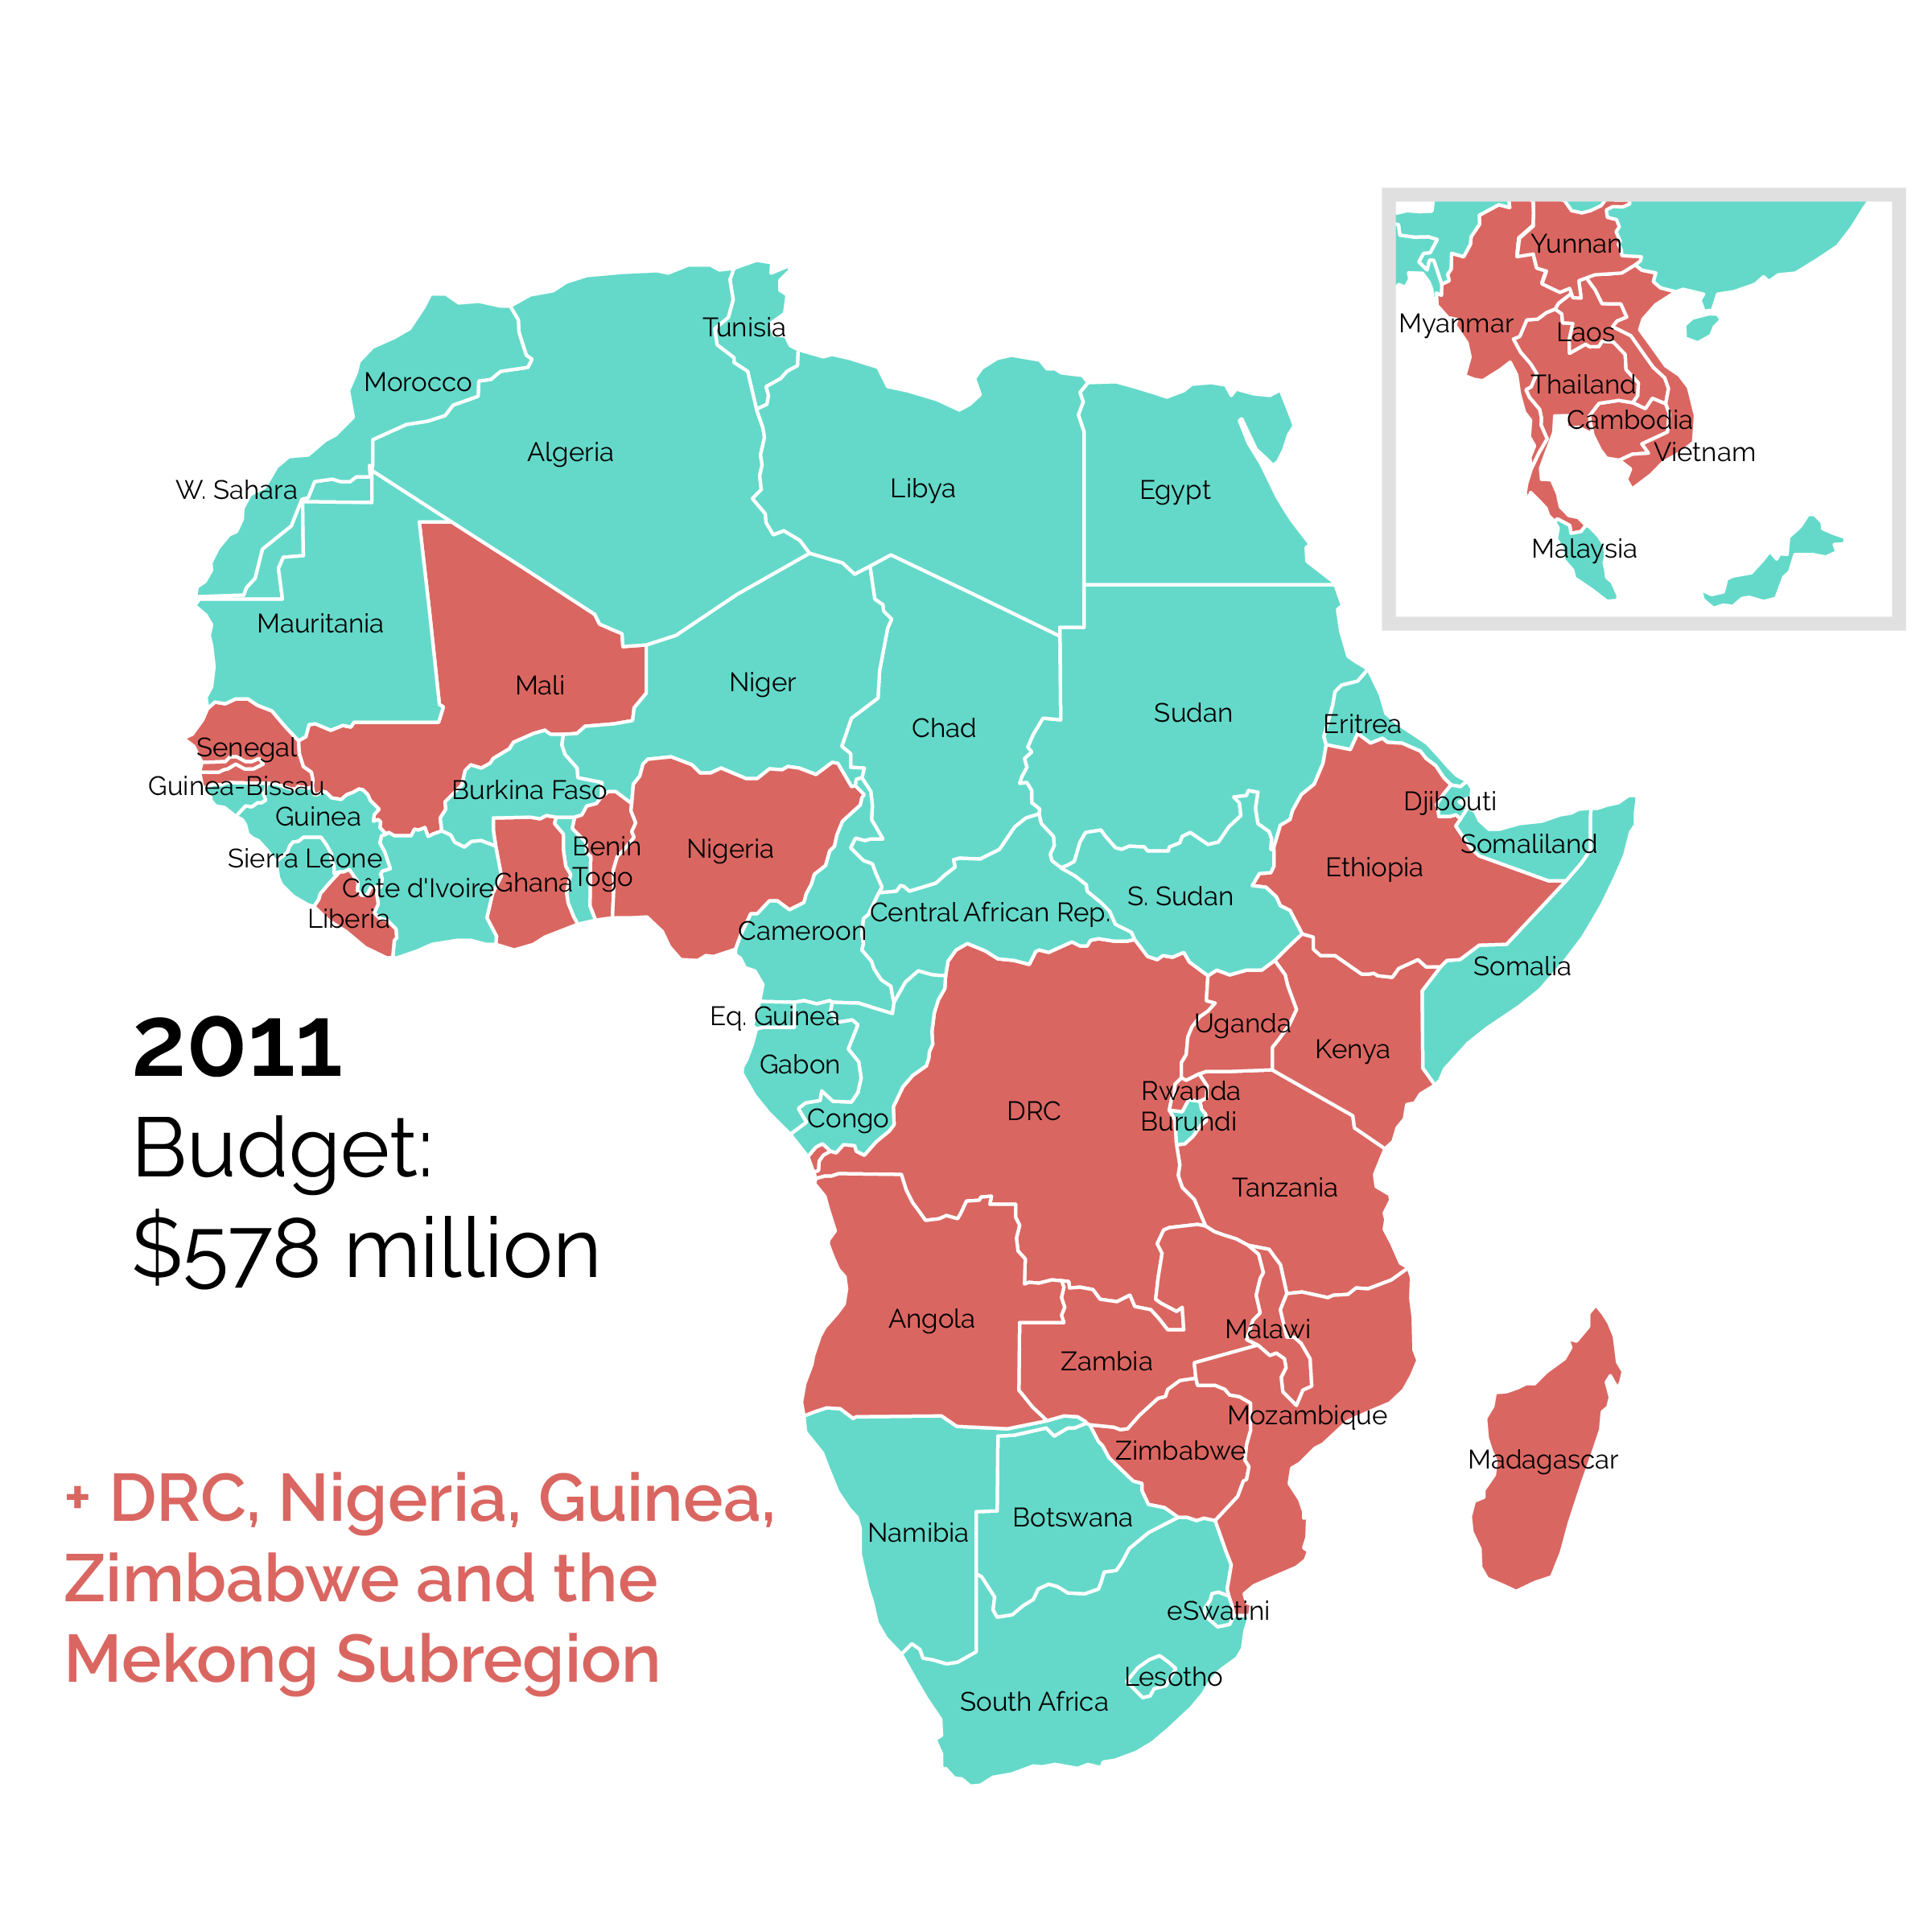 Yunnan
Myanmar
Laos
Tunisia
Morocco
Thailand
Cambodia
Algeria
Vietnam
W. Sahara
Libya
Egypt
Malaysia
Mauritania
Mali
Niger
Sudan
Chad
Eritrea
Senegal
Guinea-Bissau
Burkina Faso
Djibouti
Guinea
Somaliland
Benin
Nigeria
Sierra Leone
Ethiopia
Togo
Côte d'Ivoire
Ghana
S. Sudan
Liberia
Central African Rep.
Cameroon
Somalia
Eq. Guinea
Uganda
2011
Kenya
Gabon
Rwanda
DRC
Congo
Burundi
Budget:
Tanzania
$578 million
Angola
Malawi
Zambia
Mozambique
Zimbabwe
Madagascar
+ DRC, Nigeria, Guinea,
Botswana
Namibia
Zimbabwe and the
eSwatini
Mekong Subregion
Lesotho
South Africa